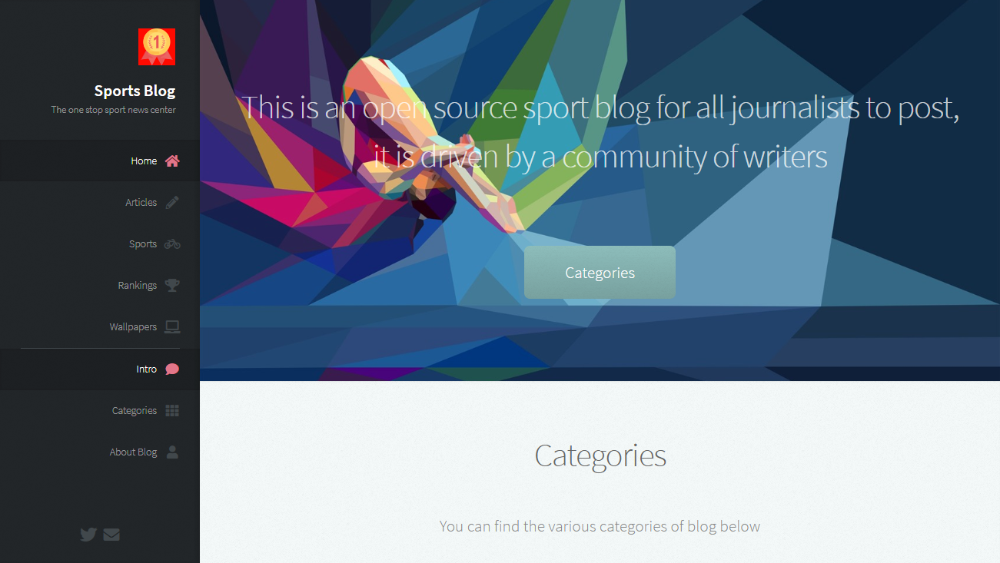 1
Sports Blog
The one stop sport news center
Home
Articles
Sports
Rankings
Wallpapers
Intro
Categories
About Blog
This is an open source sport blog for all journalists to post,
it is driven by a community of writers
Categories
Categories
You can find the various categories of blog below